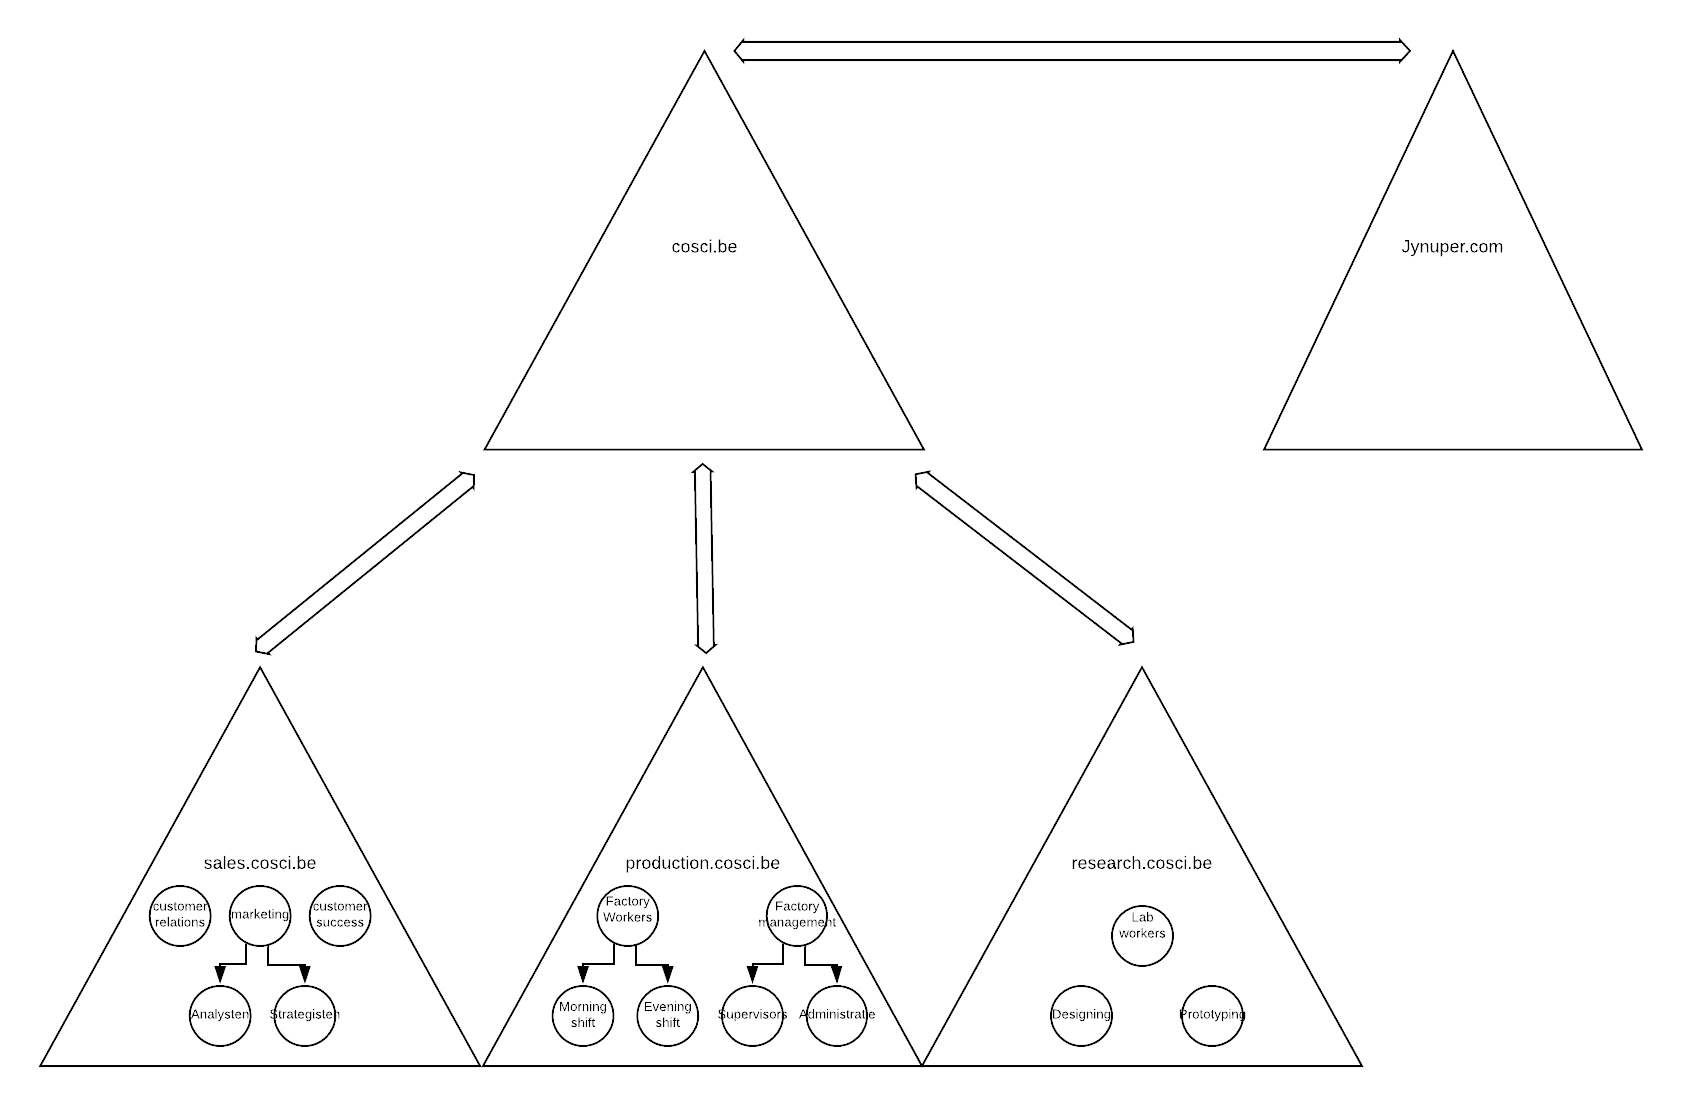 cosci.be
Jynuper.com
sales.cosci.be
customer
relations
marketing
customer
success
Analysten
Strategisten
production.cosci.be
Factory
Workers
Factory
management
Morning
shift
Evening
shift
Supervisors
Administratie
research.cosci.be
Lab
workers
Designing
Prototyping